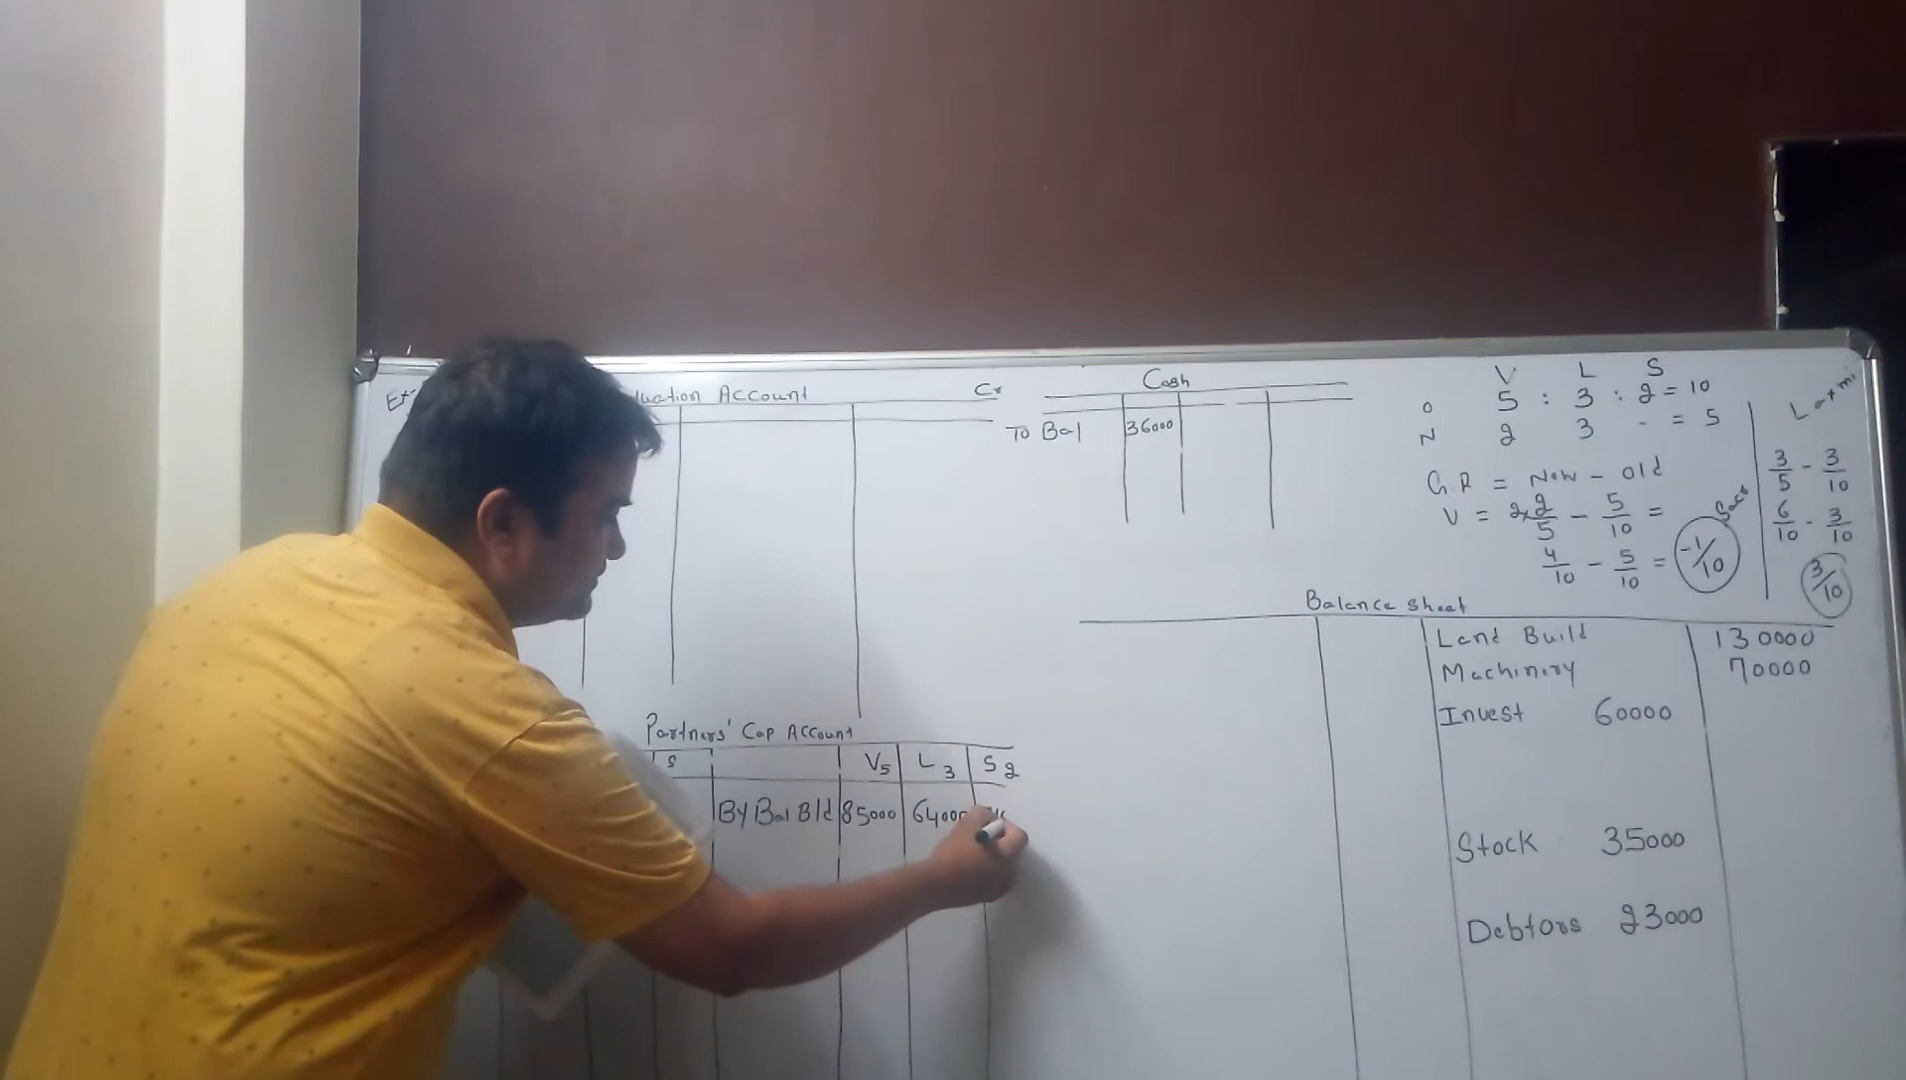 uation Account Cr
Partners' Cap Account
S V5 L3 S2
By Bal B/d 85000 64000
Cash
To Bal 36000
V L S
O 5 : 3 : 2 = 10
N 2 3 - = 5
G.R = New - Old
V = 2×2/5 - 5/10 =
4/10 - 5/10 = -1/10
3/5 - 3/10
6/10 - 3/10
3/10
Balance Sheet
Land Build 130000
Machinery 70000
Invest 60000
Stock 35000
Debtors 23000